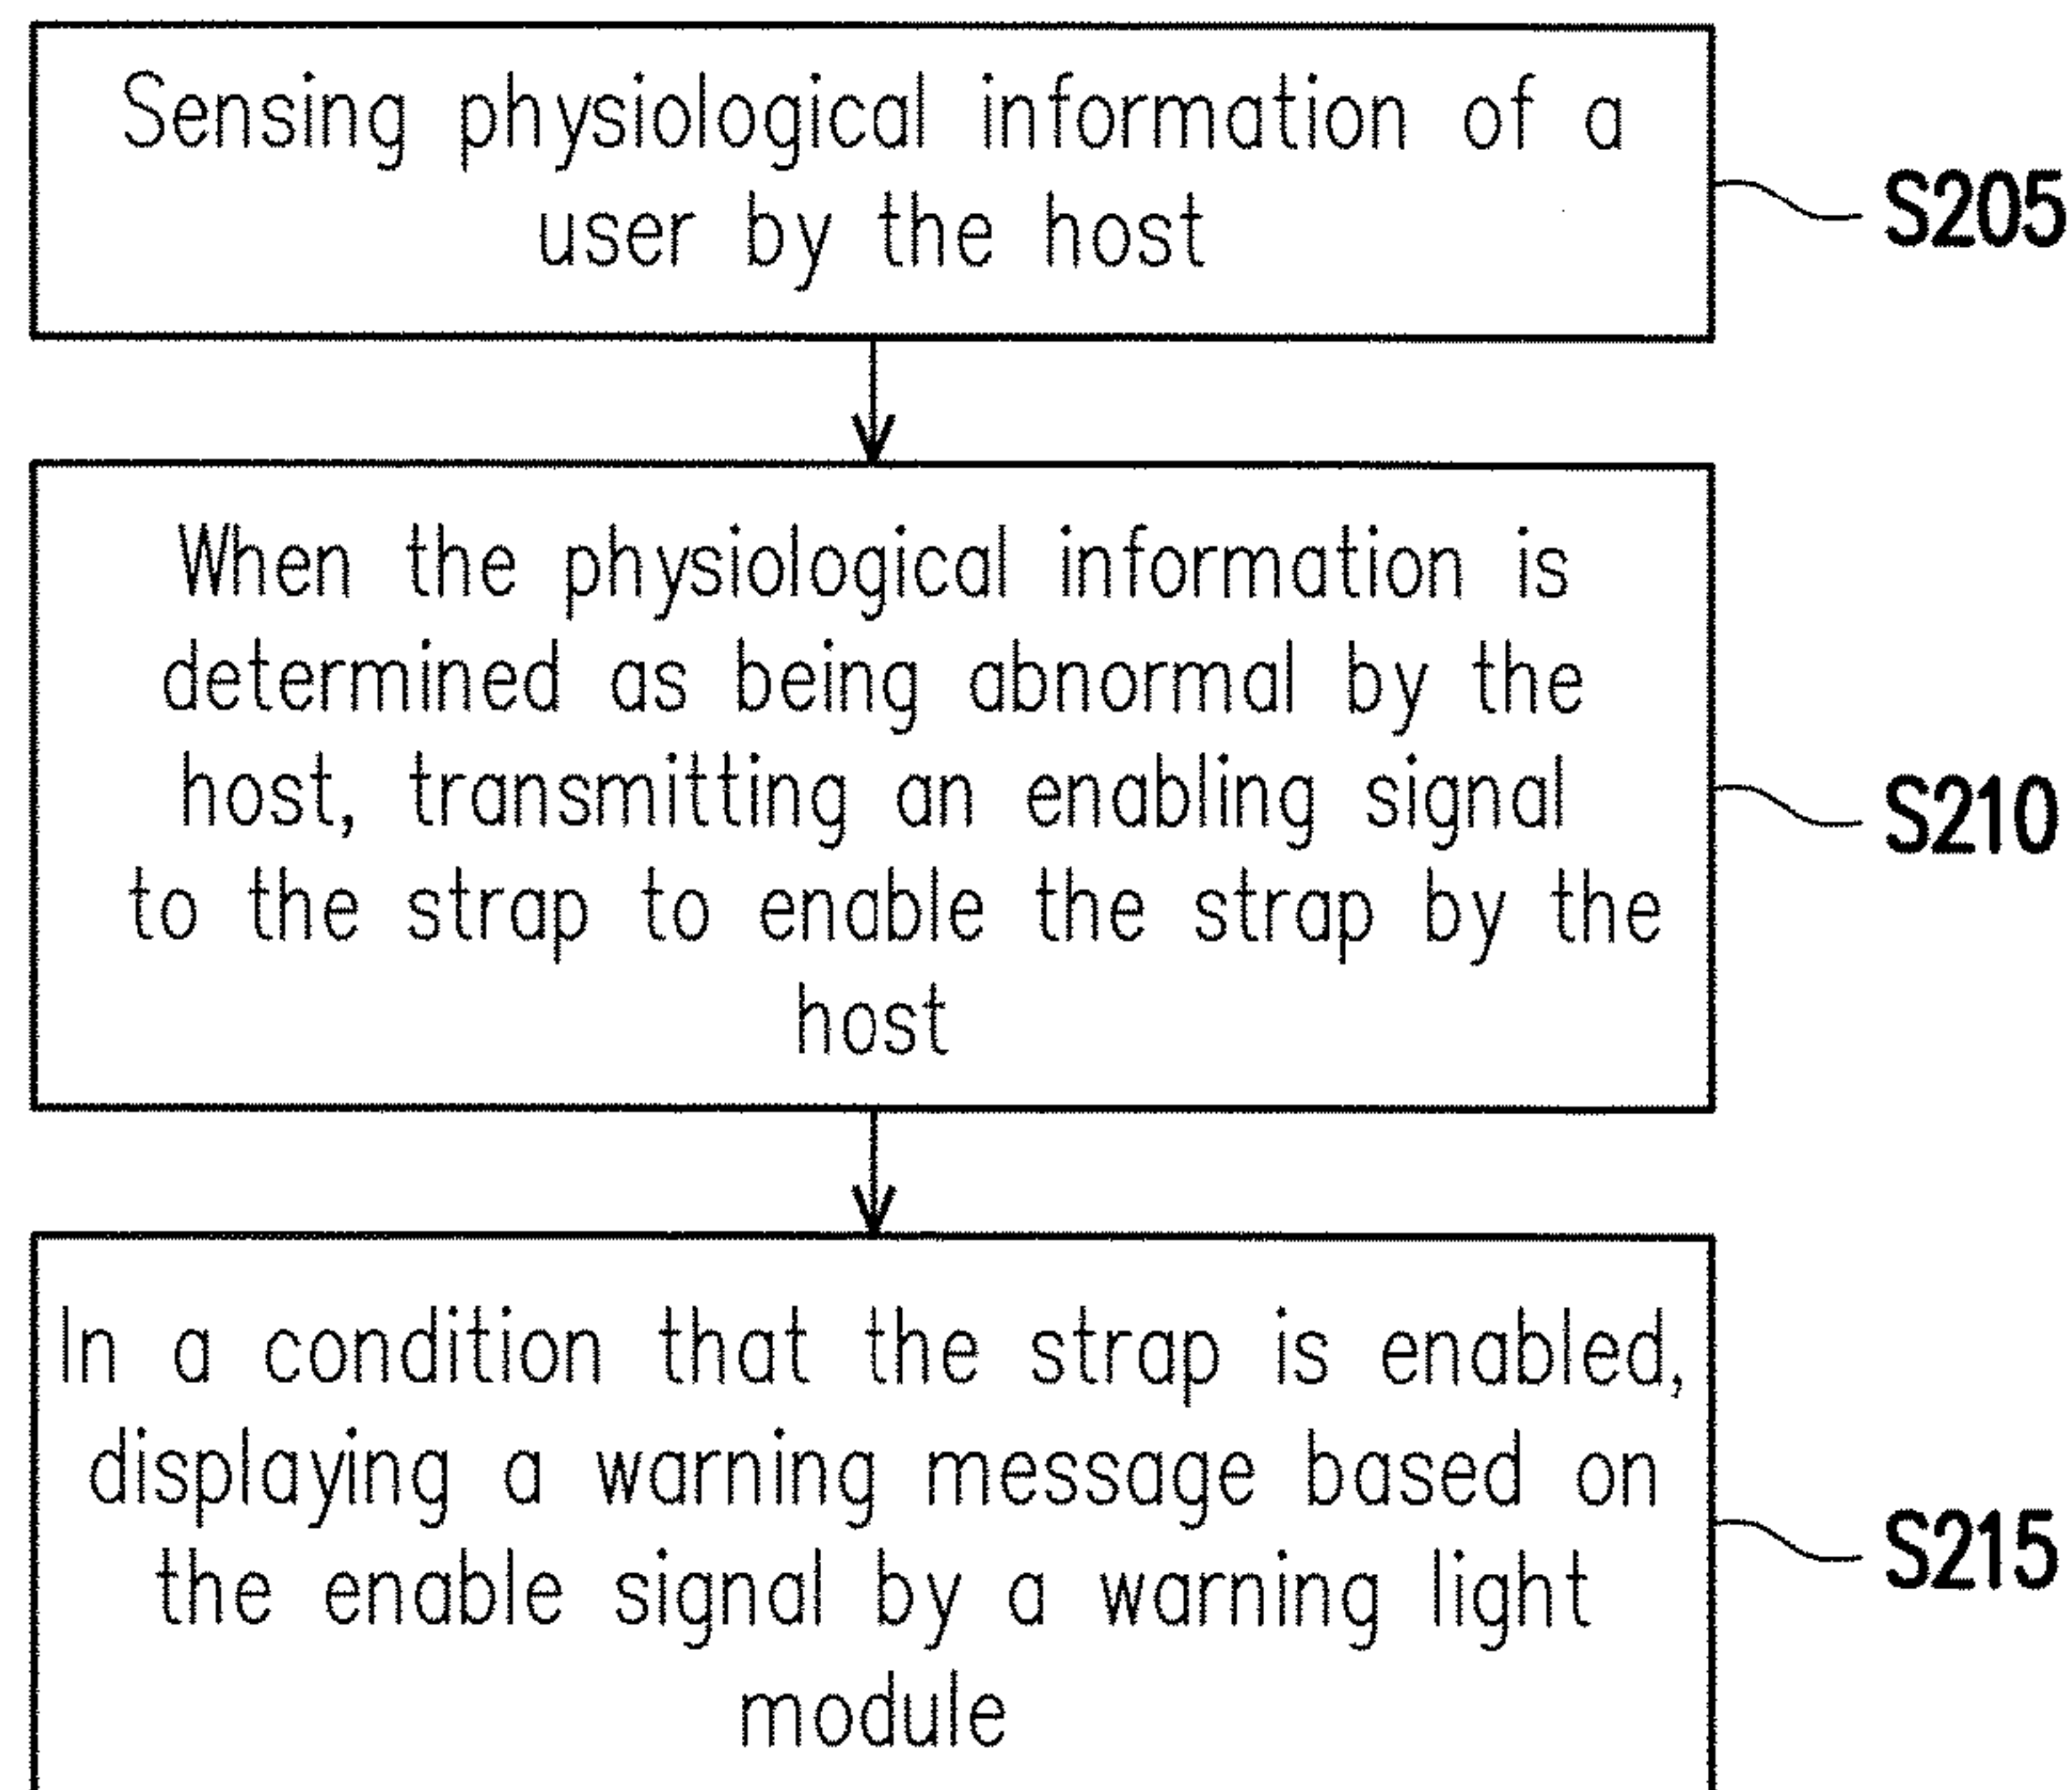 Sensing physiological information of a
user by the host
S205
When the physiological information is
determined as being abnormal by the
host, transmitting an enabling signal
to the strap to enable the strap by the
host
S210
In a condition that the strap is enabled,
displaying a warning message based on
the enable signal by a warning light
module
S215